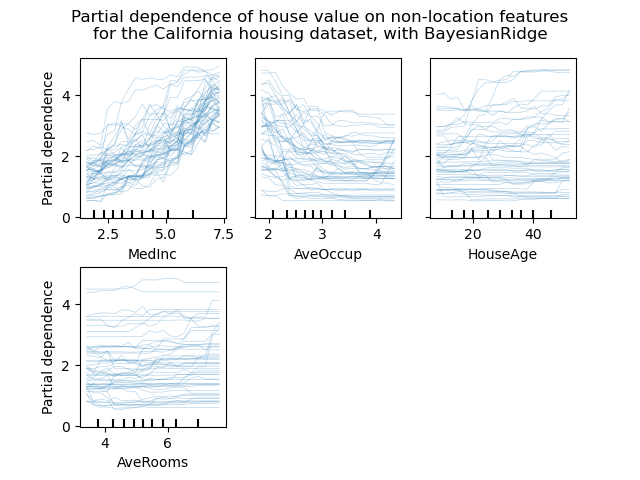 Partial dependence of house value on non-location features
for the California housing dataset, with BayesianRidge
Partial dependence
4
2
0
2.5
5.0
7.5
MedInc
2
3
4
AveOccup
20
40
HouseAge
Partial dependence
4
2
0
4
6
AveRooms